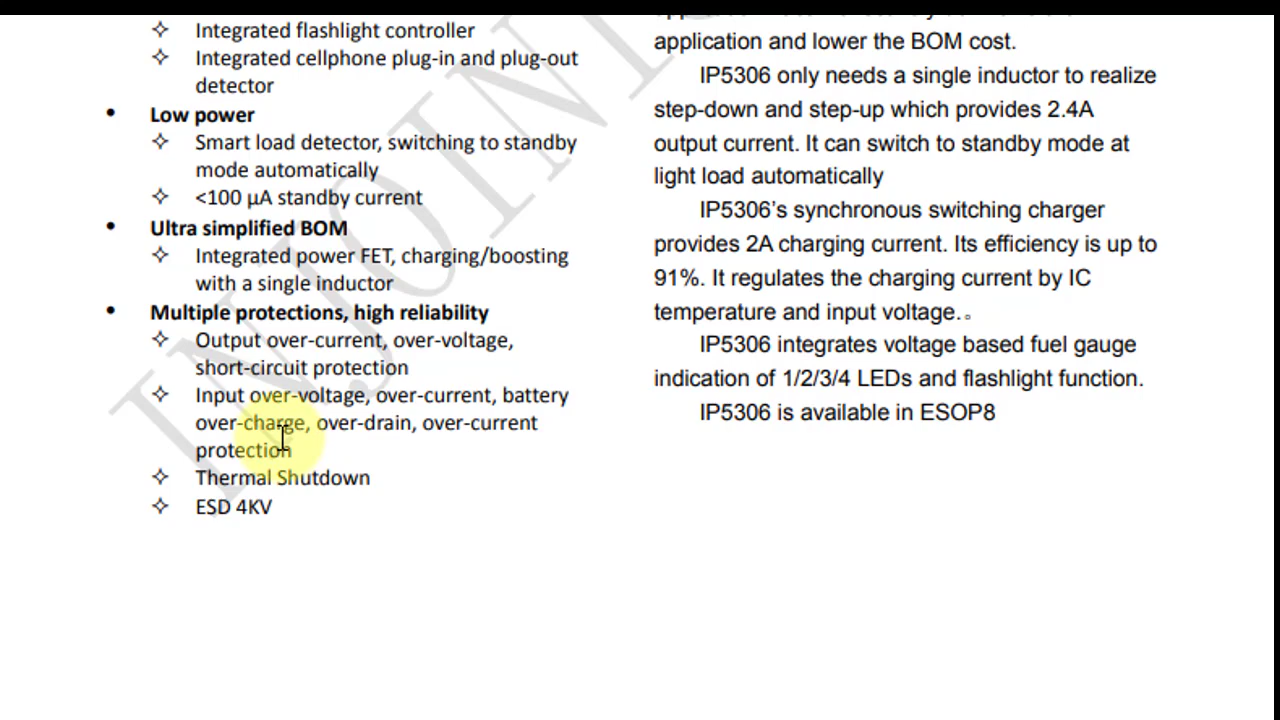 Integrated flashlight controller
Integrated cellphone plug-in and plug-out
detector
Low power
Smart load detector, switching to standby
mode automatically
<100 μA standby current
Ultra simplified BOM
Integrated power FET, charging/boosting
with a single inductor
Multiple protections, high reliability
Output over-current, over-voltage,
short-circuit protection
Input over-voltage, over-current, battery
over-charge, over-drain, over-current
protection
Thermal Shutdown
ESD 4KV
application and lower the BOM cost.
IP5306 only needs a single inductor to realize
step-down and step-up which provides 2.4A
output current. It can switch to standby mode at
light load automatically
IP5306’s synchronous switching charger
provides 2A charging current. Its efficiency is up to
91%. It regulates the charging current by IC
temperature and input voltage.。
IP5306 integrates voltage based fuel gauge
indication of 1/2/3/4 LEDs and flashlight function.
IP5306 is available in ESOP8
INJOINI